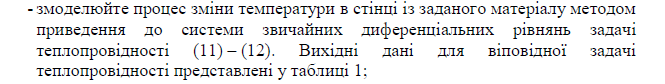 - змоделюйте процес зміни температури в стінці із заданого матеріалу методом
приведення до системи звичайних диференціальних рівнянь задачі
теплопровідності (11) – (12). Вихідні дані для віповідної задачі
теплопровідності представлені у таблиці 1;